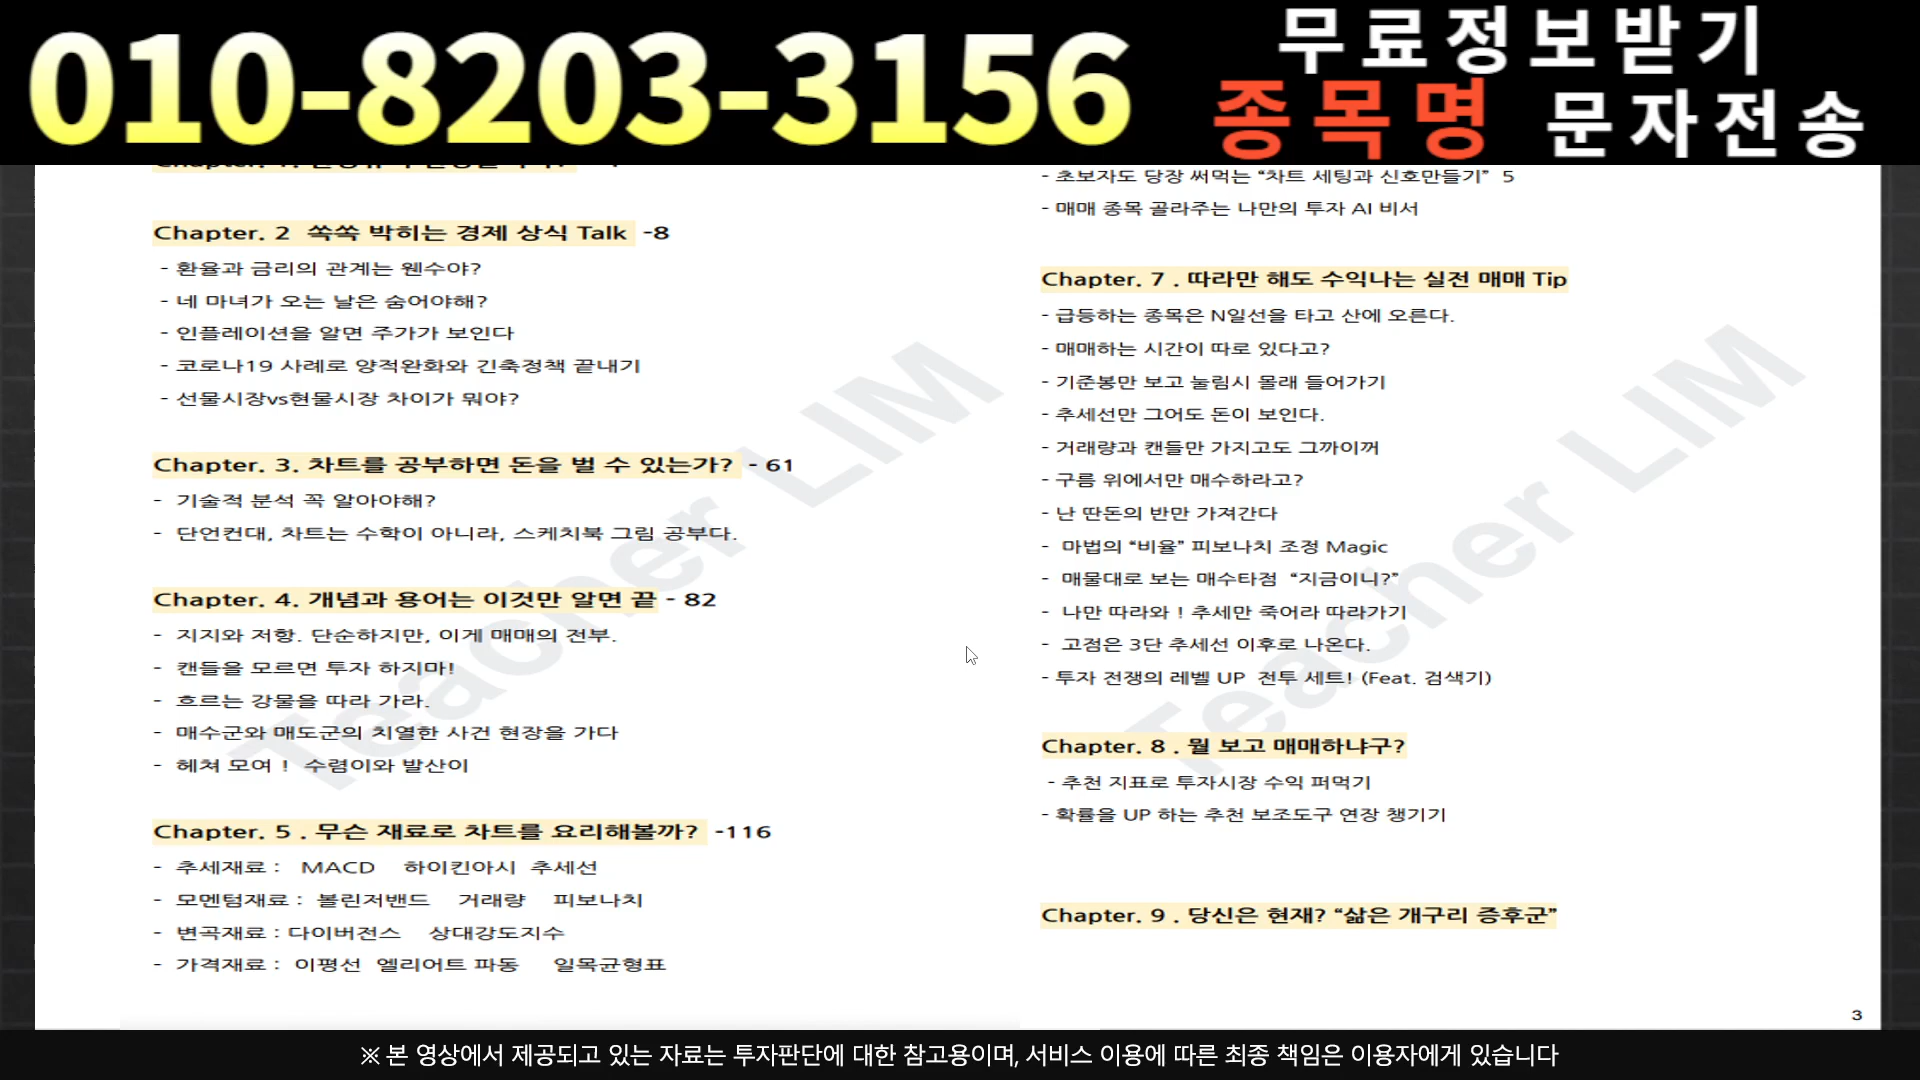 010-8203-3156
무료정보받기
종목명 문자전송
Chapter. 2 쏙쏙 박히는 경제 상식 Talk -8
- 환율과 금리의 관계는 웬수야?
- 네 마녀가 오는 날은 숨어야해?
- 인플레이션을 알면 주가가 보인다
- 코로나19 사례로 양적완화와 긴축정책 끝내기
- 선물시장vs현물시장 차이가 뭐야?
Chapter. 3. 차트를 공부하면 돈을 벌 수 있는가? - 61
- 기술적 분석 꼭 알아야해?
- 단언컨대, 차트는 수학이 아니라, 스케치북 그림 공부다.
Chapter. 4. 개념과 용어는 이것만 알면 끝 - 82
- 지지와 저항. 단순하지만, 이게 매매의 전부.
- 캔들을 모르면 투자 하지마!
- 흐르는 강물을 따라 가라.
- 매수군와 매도군의 치열한 사건 현장을 가다
- 헤쳐 모여 ! 수렴이와 발산이
Chapter. 5 . 무슨 재료로 차트를 요리해볼까? -116
- 추세재료 : MACD 하이킨아시 추세선
- 모멘텀재료 : 볼린저밴드 거래량 피보나치
- 변곡재료 : 다이버전스 상대강도지수
- 가격재료 : 이평선 엘리어트 파동 일목균형표
- 초보자도 당장 써먹는 “차트 세팅과 신호만들기” 5
- 매매 종목 골라주는 나만의 투자 AI 비서
Chapter. 7 . 따라만 해도 수익나는 실전 매매 Tip
- 급등하는 종목은 N일선을 타고 산에 오른다.
- 매매하는 시간이 따로 있다고?
- 기준봉만 보고 눌림시 몰래 들어가기
- 추세선만 그어도 돈이 보인다.
- 거래량과 캔들만 가지고도 그까이꺼
- 구름 위에서만 매수하라고?
- 난 딴돈의 반만 가져간다
- 마법의 “비율” 피보나치 조정 Magic
- 매물대로 보는 매수타점 “지금이니?”
- 나만 따라와 ! 추세만 죽어라 따라가기
- 고점은 3단 추세선 이후로 나온다.
- 투자 전쟁의 레벨 UP 전투 세트! (Feat. 검색기)
Chapter. 8 . 뭘 보고 매매하냐구?
- 추천 지표로 투자시장 수익 퍼먹기
- 확률을 UP 하는 추천 보조도구 연장 챙기기
Chapter. 9 . 당신은 현재? “삶은 개구리 증후군”
3
Teacher LIM
Teacher LIM
※ 본 영상에서 제공되고 있는 자료는 투자판단에 대한 참고용이며, 서비스 이용에 따른 최종 책임은 이용자에게 있습니다